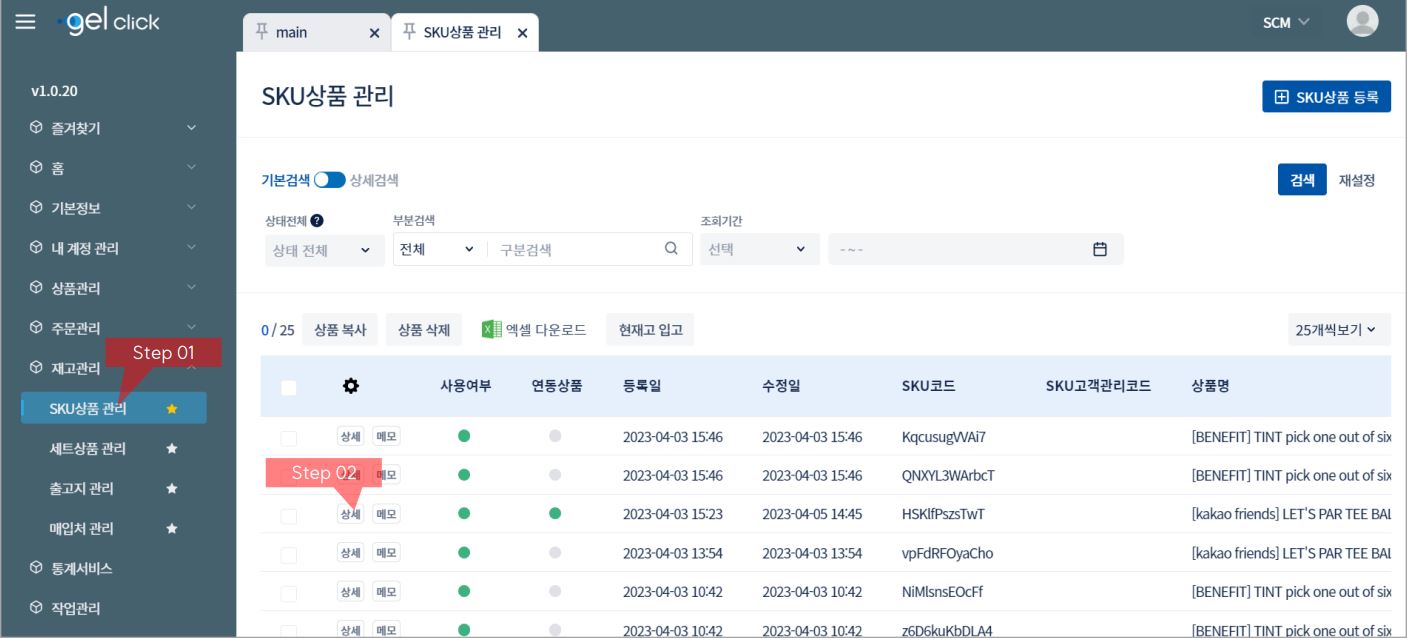 gel click
main
SKU상품 관리
SCM
v1.0.20
즐겨찾기
홈
기본정보
내 계정 관리
상품관리
주문관리
Step 01
재고관리
SKU상품 관리
세트상품 관리
출고지 관리
매입처 관리
통계서비스
작업관리
SKU상품 관리
SKU상품 등록
기본검색 상세검색
검색 재설정
상태전체 ? 부분검색 조회기간
상태 전체 전체 구분검색 선택 - ~ -
0 / 25 상품 복사 상품 삭제 엑셀 다운로드 현재고 입고 25개씩보기
사용여부 연동상품 등록일 수정일 SKU코드 SKU고객관리코드 상품명
상세 메모 2023-04-03 15:46 2023-04-03 15:46 KqcusugVVAi7 [BENEFIT] TINT pick one out of six
Step 02
메모 2023-04-03 15:46 2023-04-03 15:46 QNXYL3WArbcT [BENEFIT] TINT pick one out of six
상세 메모 2023-04-03 15:23 2023-04-05 14:45 HSKlfPszsTwT [kakao friends] LET'S PAR TEE BAL
상세 메모 2023-04-03 13:54 2023-04-03 13:54 vpFdRFOyaCho [kakao friends] LET'S PAR TEE BAL
상세 메모 2023-04-03 10:42 2023-04-03 10:42 NiMlsnsEOcFf [BENEFIT] TINT pick one out of six
상세 메모 2023-04-03 10:42 2023-04-03 10:42 z6D6kuKbDLA4 [BENEFIT] TINT pick one out of six